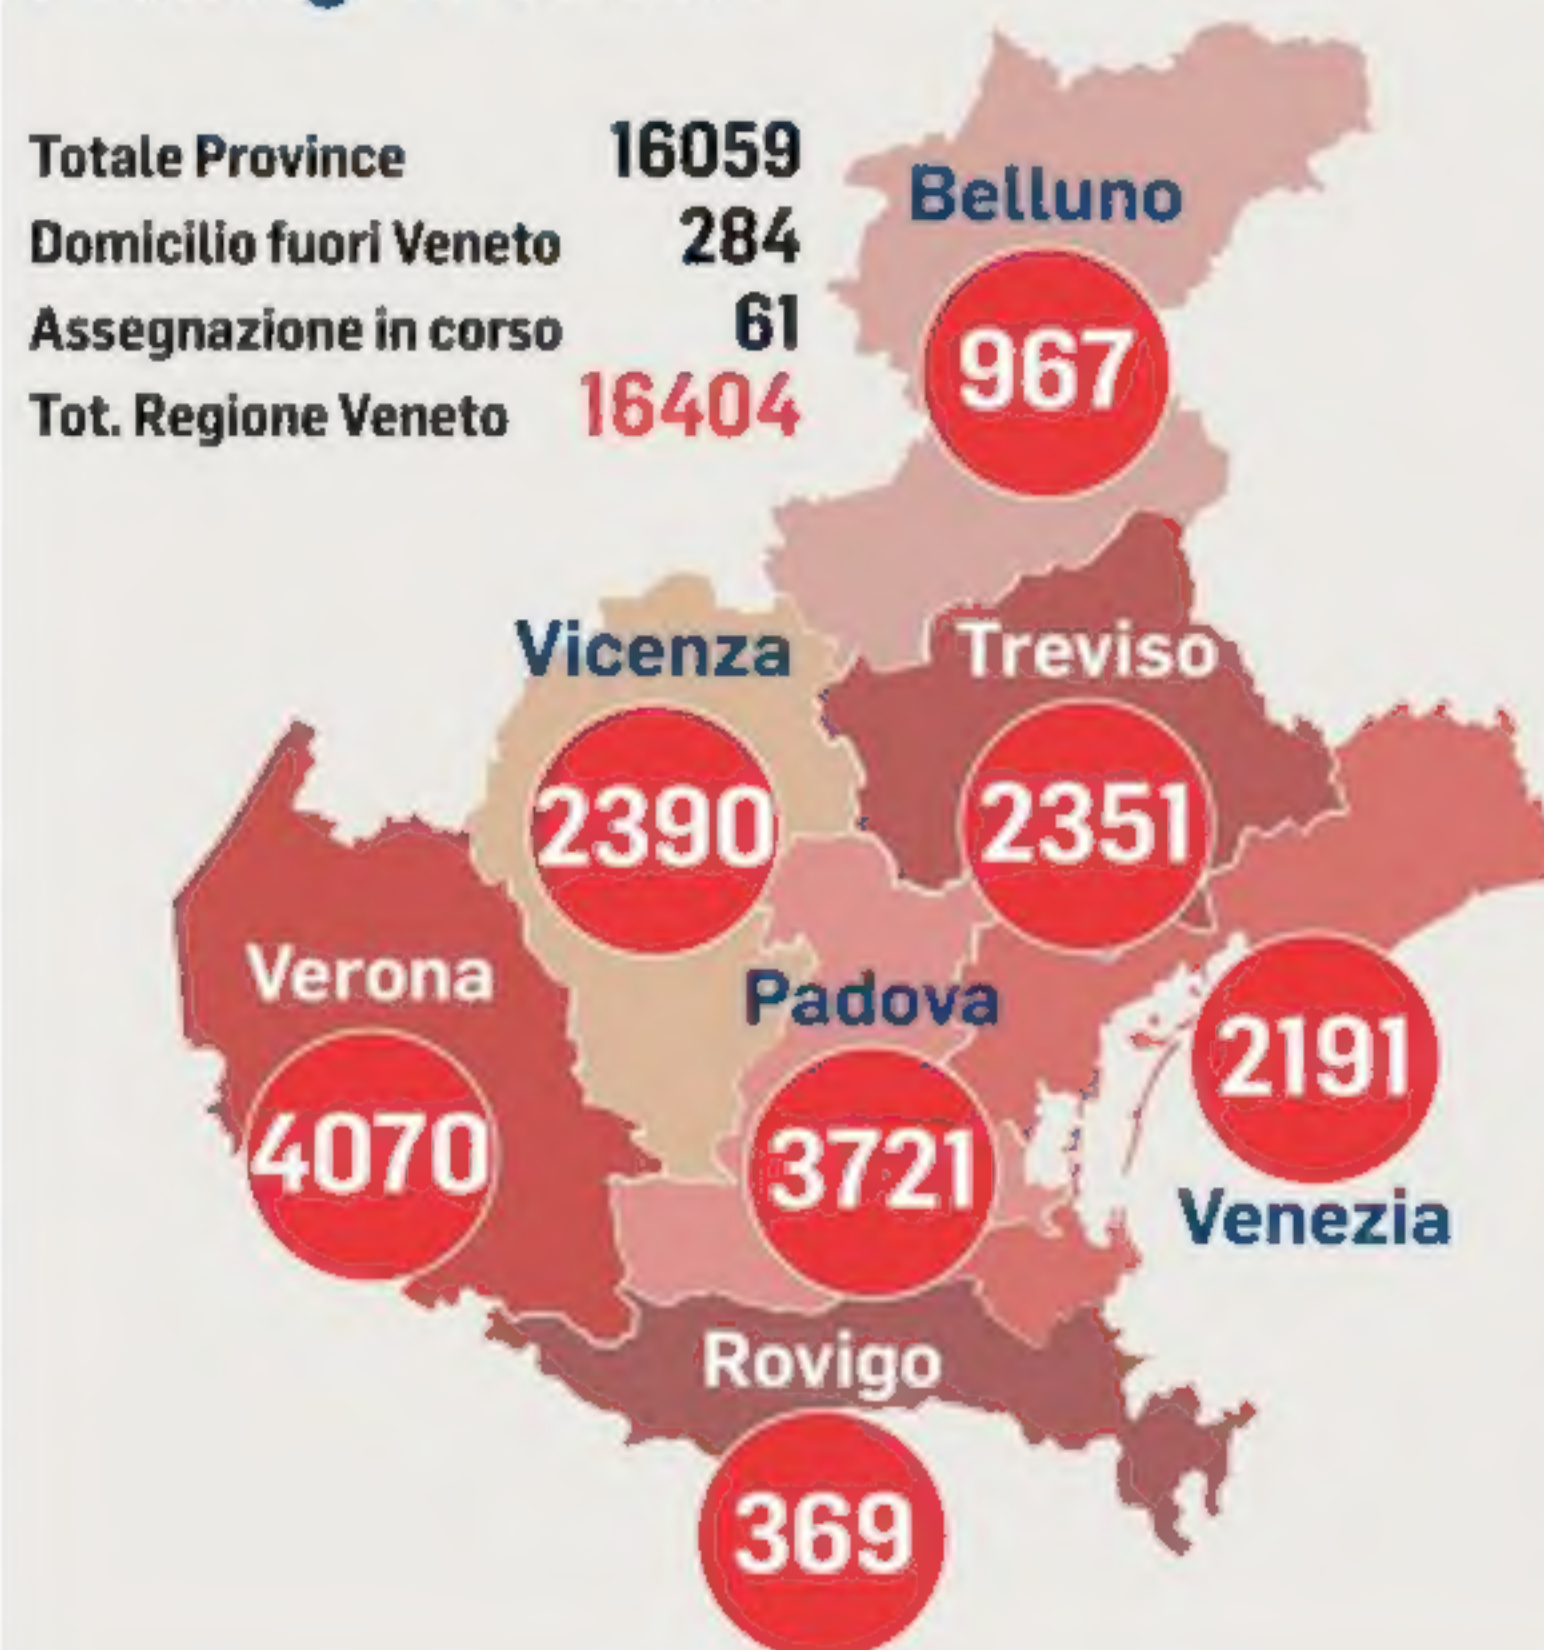 Totale Province 16059
Domicilio fuori Veneto 284
Assegnazione in corso 61
Tot. Regione Veneto 16404
Belluno
967
Vicenza
2390
Treviso
2351
Verona
4070
Padova
3721
2191
Venezia
Rovigo
369